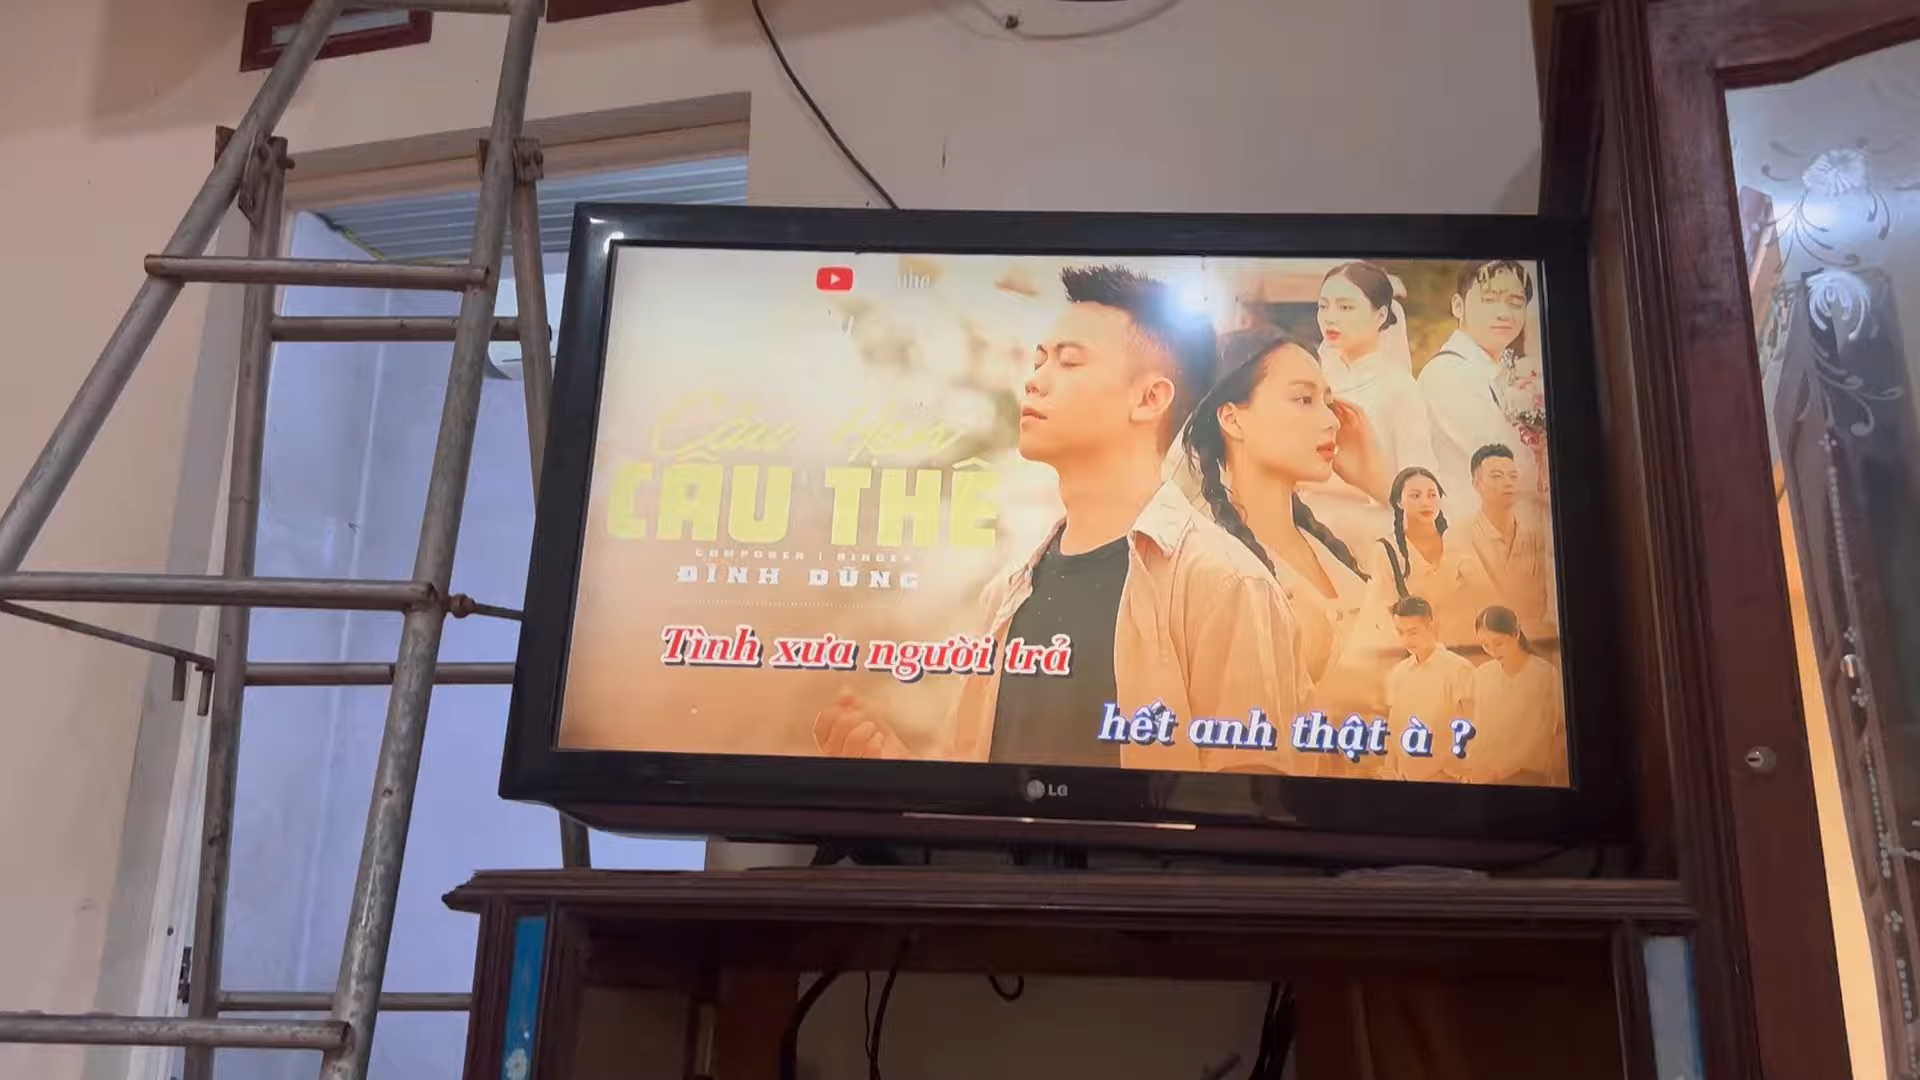 Câu Hẹn
CÂU THỀ
COMPOSER | SINGER
ĐÌNH DŨNG
Tình xưa người trả
hết anh thật à ?
LG